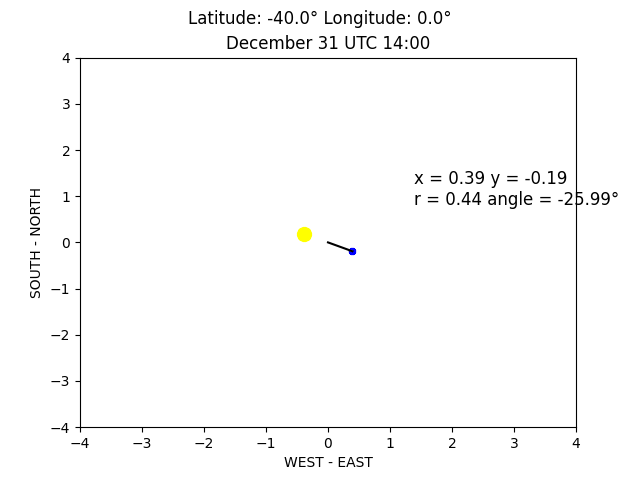 Latitude: -40.0° Longitude: 0.0°
December 31 UTC 14:00
4
3
2
1
0
−1
−2
−3
−4
SOUTH - NORTH
x = 0.39 y = -0.19
r = 0.44 angle = -25.99°
−4 −3 −2 −1 0 1 2 3 4
WEST - EAST